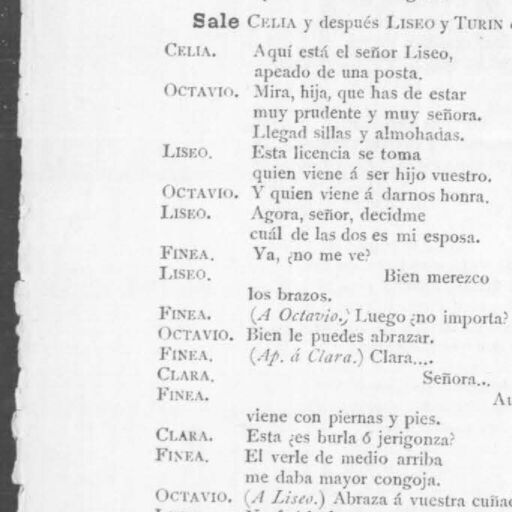 Sale CELIA y después LISEO y TURIN
CELIA. Aquí está el señor Liseo,
apeado de una posta.
OCTAVIO. Mira, hija, que has de estar
muy prudente y muy señora.
Llegad sillas y almohadas.
LISEO. Esta licencia se toma
quien viene á ser hijo vuestro.
OCTAVIO. Y quien viene á darnos honra.
LISEO. Agora, señor, decidme
cuál de las dos es mi esposa.
FINEA. Ya, ¿no me ve?
LISEO. Bien merezco
los brazos.
FINEA. (A Octavio.) Luego ¿no importa?
OCTAVIO. Bien le puedes abrazar.
FINEA. (Ap. á Clara.) Clara....
CLARA. Señora...
FINEA.
viene con piernas y pies.
CLARA. Esta ¿es burla ó jerigonza?
FINEA. El verle de medio arriba
me daba mayor congoja.
OCTAVIO. (A Liseo.) Abraza á vuestra